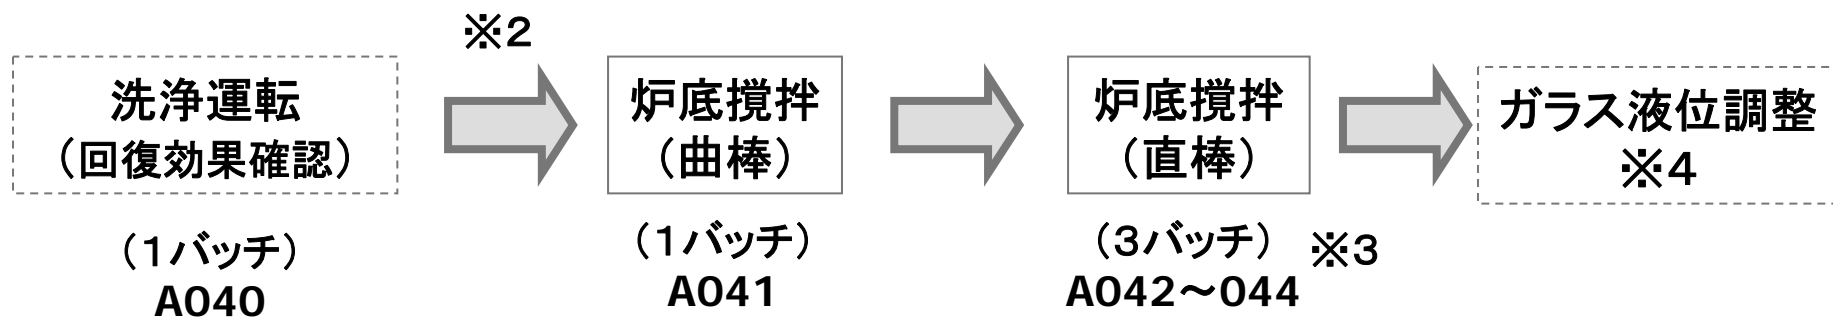 ※２
洗浄運転
（回復効果確認）
（１バッチ）
A040
炉底攪拌
（曲棒）
（１バッチ）
A041
炉底攪拌
（直棒）
（３バッチ）
※３
A042～044
ガラス液位調整
※４